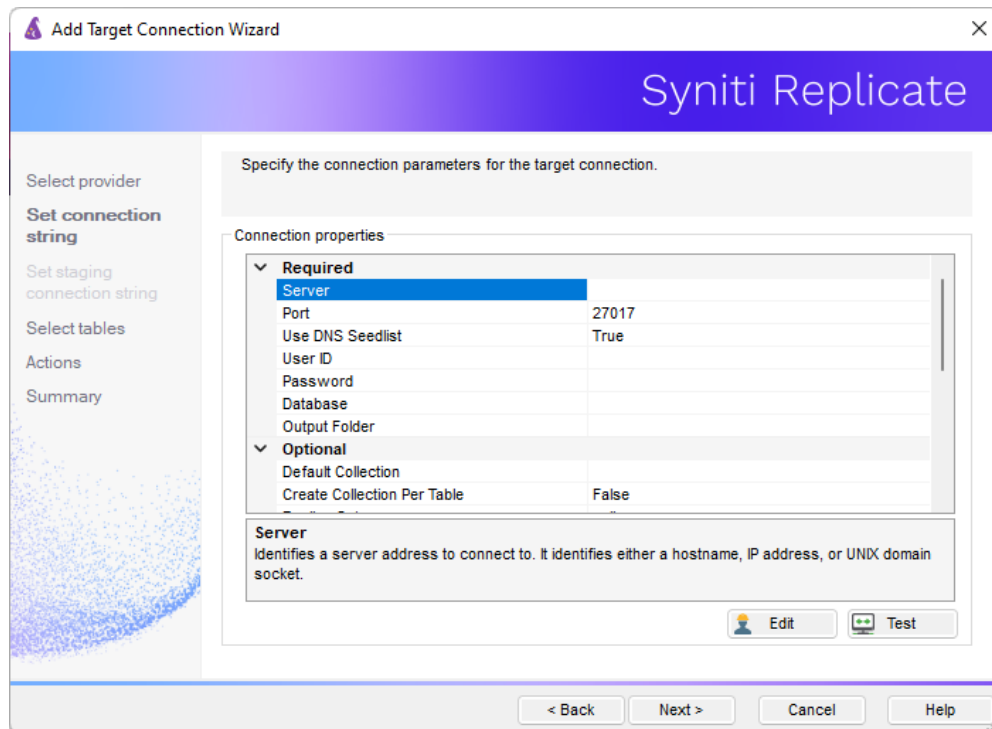 Add Target Connection Wizard
Syniti Replicate
Select provider
Set connection
string
Set staging
connection string
Select tables
Actions
Summary
Specify the connection parameters for the target connection.
Connection properties
Required
Server
Port 27017
Use DNS Seedlist True
User ID
Password
Database
Output Folder
Optional
Default Collection
Create Collection Per Table False
Server
Identifies a server address to connect to. It identifies either a hostname, IP address, or UNIX domain
socket.
Edit Test
< Back Next > Cancel Help